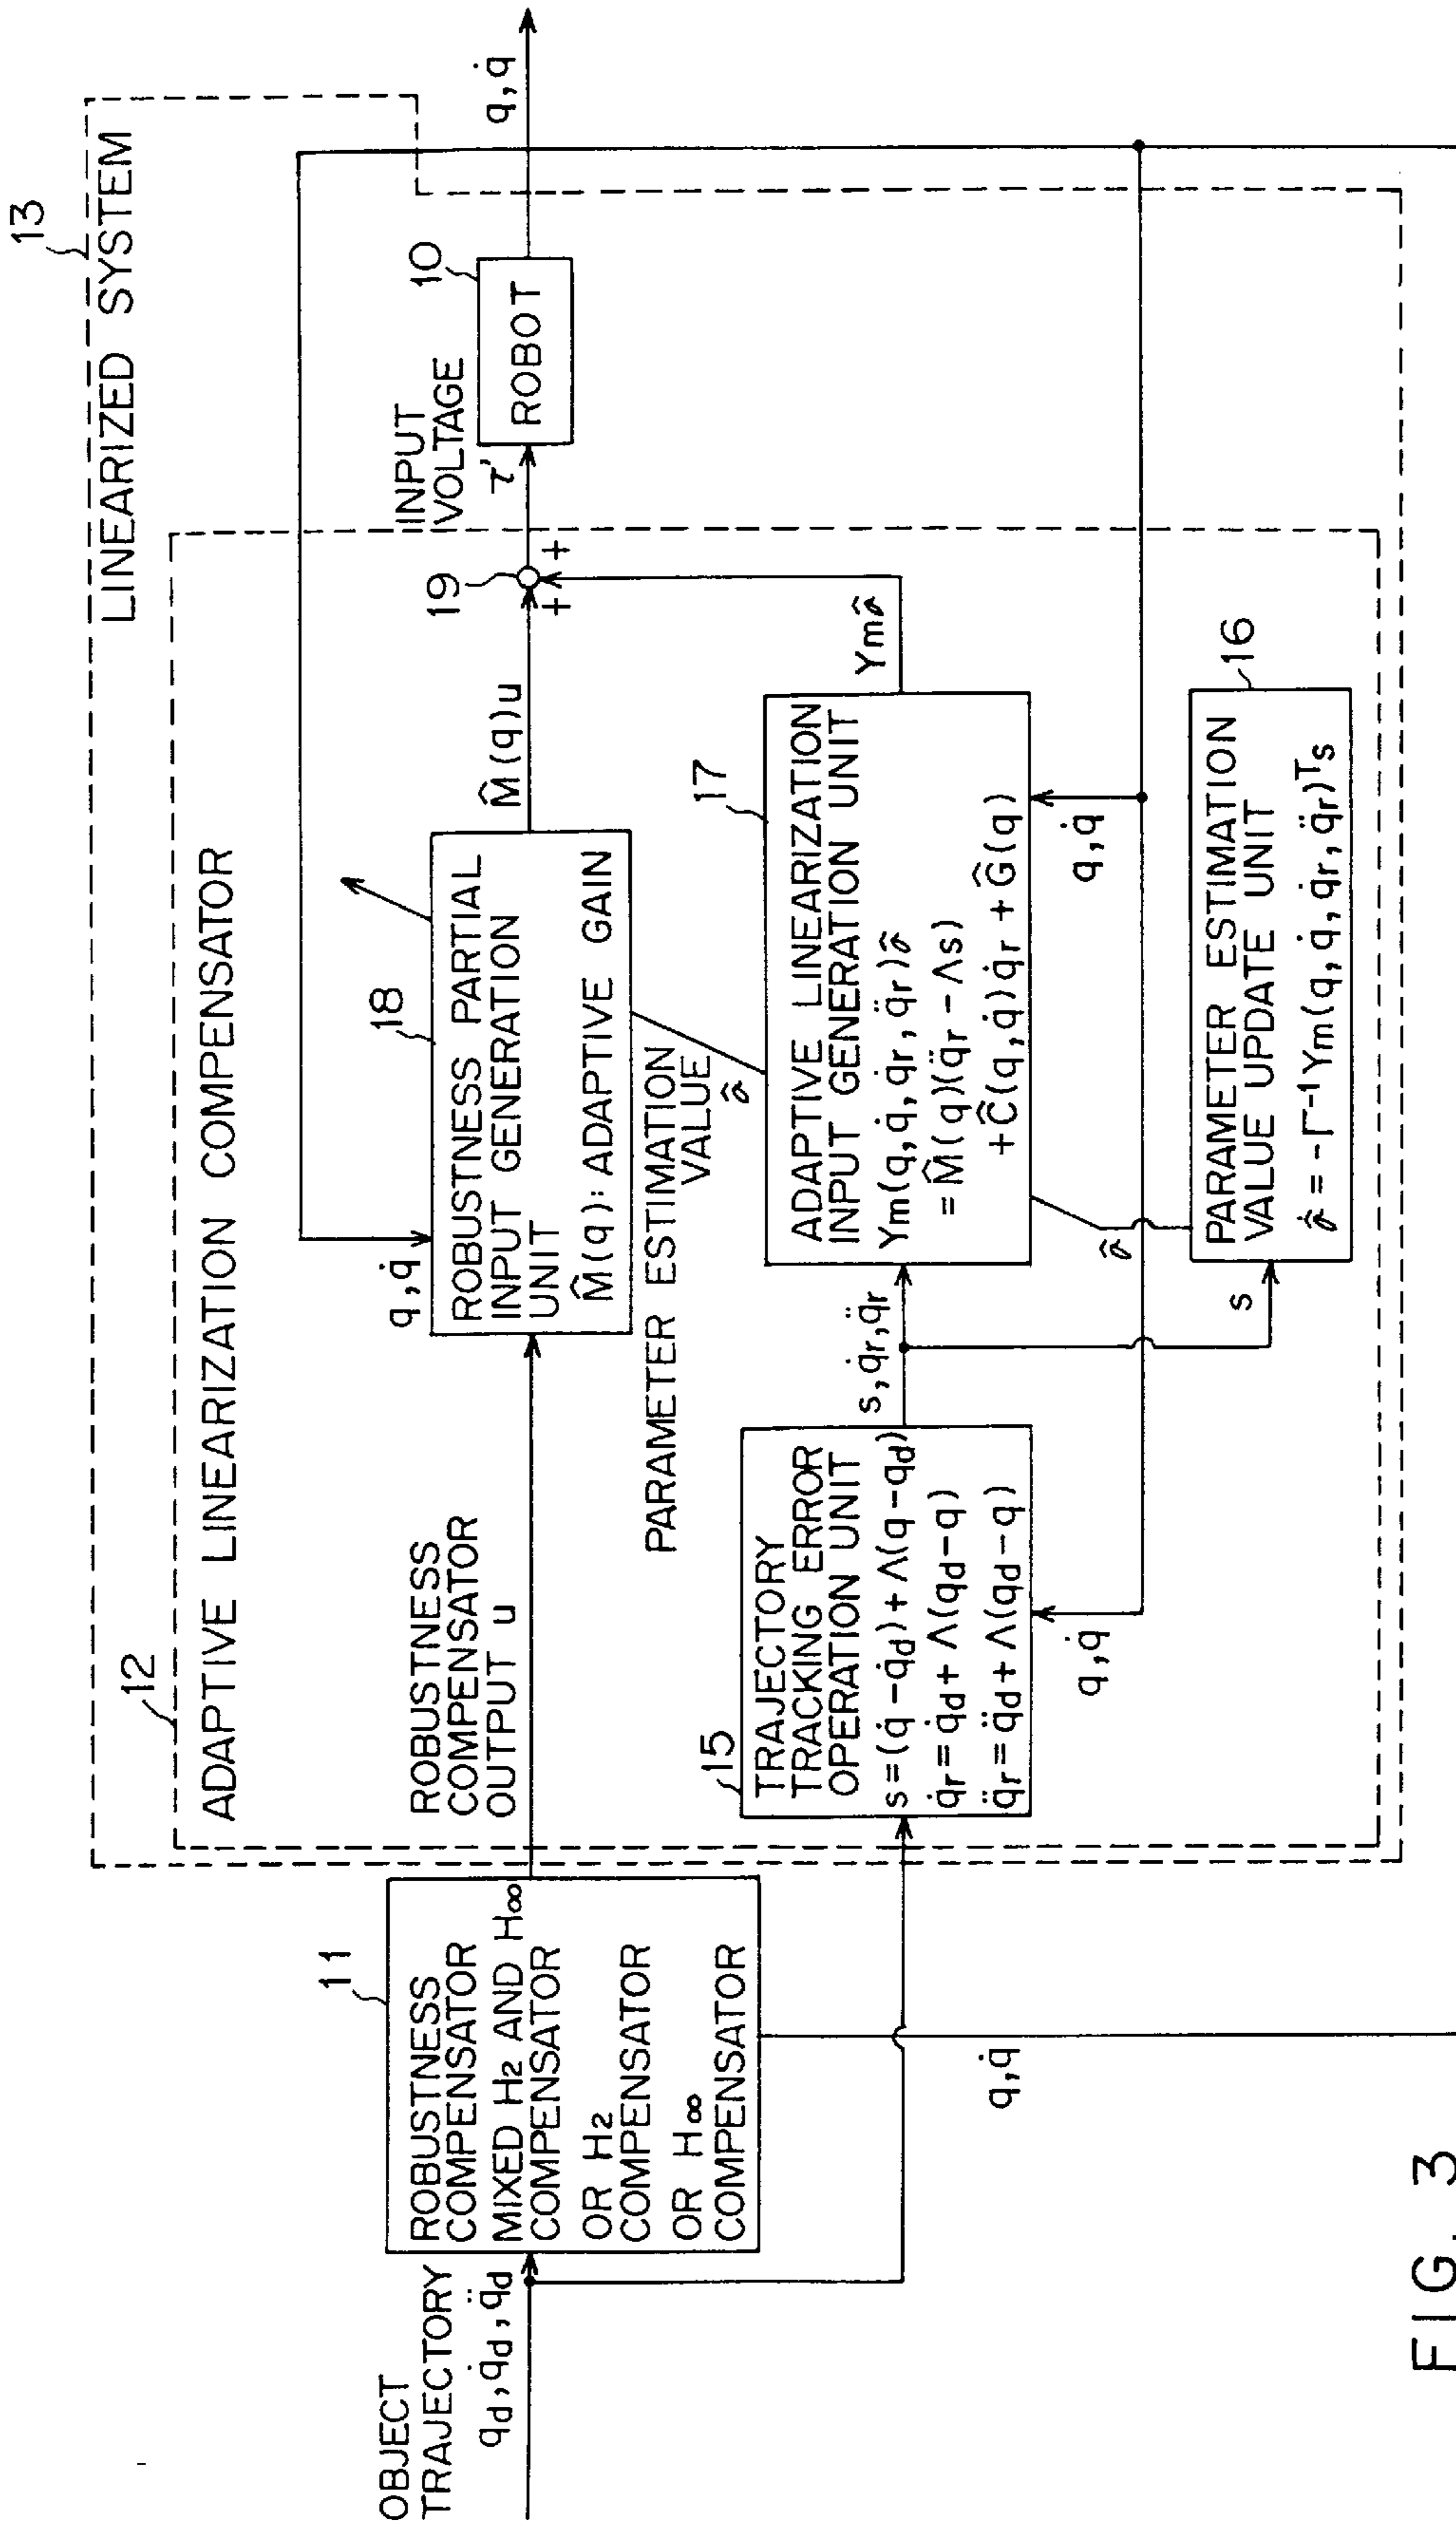 13
LINEARIZED SYSTEM
12
ADAPTIVE LINEARIZATION COMPENSATOR
OBJECT
TRAJECTORY
qd, q̇d, q̈d
11
ROBUSTNESS
COMPENSATOR
MIXED H2 AND H∞
COMPENSATOR
OR H2
COMPENSATOR
OR H∞
COMPENSATOR
q, q̇
ROBUSTNESS
COMPENSATOR
OUTPUT u
q, q̇
18
ROBUSTNESS PARTIAL
INPUT GENERATION
UNIT
M̂(q): ADAPTIVE GAIN
M̂(q)u
19
+
+
INPUT
VOLTAGE
τ'
10
ROBOT
q, q̇
PARAMETER ESTIMATION
VALUE
σ̂
15
TRAJECTORY
TRACKING ERROR
OPERATION UNIT
s=(q̇-q̇d)+Λ(q-qd)
q̇r=q̇d+Λ(qd-q)
q̈r=q̈d+Λ(q̇d-q̇)
q, q̇
s, q̇r, q̈r
17
ADAPTIVE LINEARIZATION
INPUT GENERATION UNIT
Ym(q, q̇, q̇r, q̈r)σ̂
=M̂(q)(q̈r-Λs)
+Ĉ(q, q̇)q̇r+Ĝ(q)
Ymσ̂
q, q̇
σ̂
s
16
PARAMETER ESTIMATION
VALUE UPDATE UNIT
σ̂̇=-Γ⁻¹Ym(q, q̇, q̇r, q̈r)ᵀs
FIG. 3